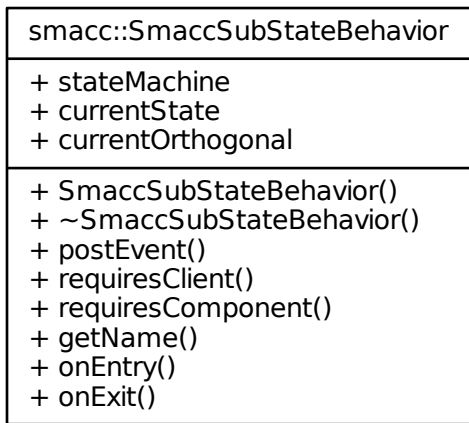 smacc::SmaccSubStateBehavior
+ stateMachine
+ currentState
+ currentOrthogonal
+ SmaccSubStateBehavior()
+ ~SmaccSubStateBehavior()
+ postEvent()
+ requiresClient()
+ requiresComponent()
+ getName()
+ onEntry()
+ onExit()